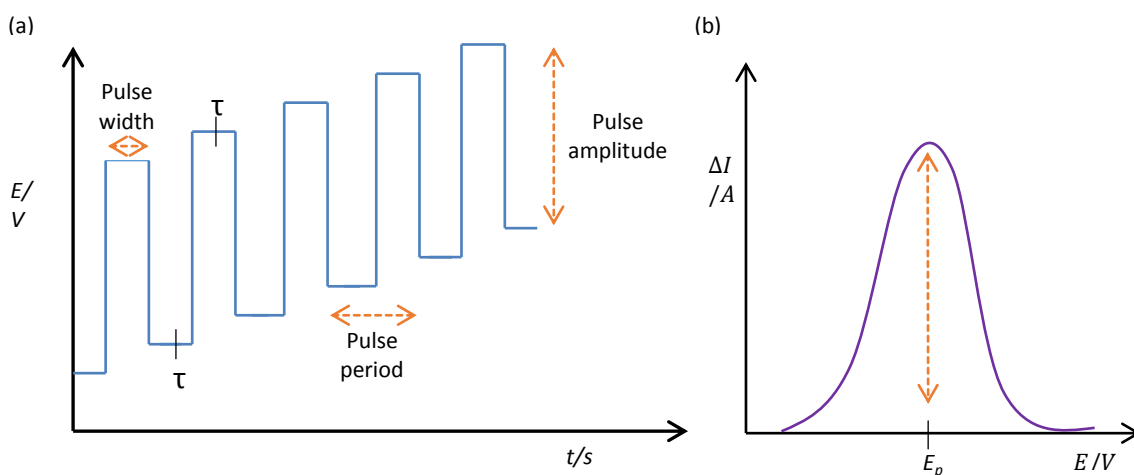 (a)
Pulse
width
τ
Pulse
amplitude
E/
V
τ
Pulse
period
t/s
(b)
ΔI
/A
E_p
E/V